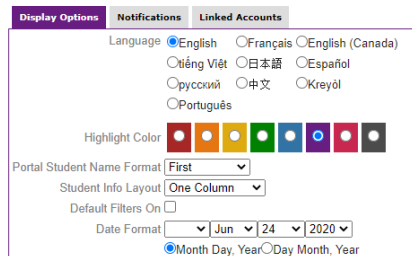 Display Options Notifications Linked Accounts
Language English Français English (Canada)
tiếng Việt 日本語 Español
русский 中文 Kreyòl
Português
Highlight Color
Portal Student Name Format First
Student Info Layout One Column
Default Filters On
Date Format Jun 24 2020
Month Day, Year Day Month, Year